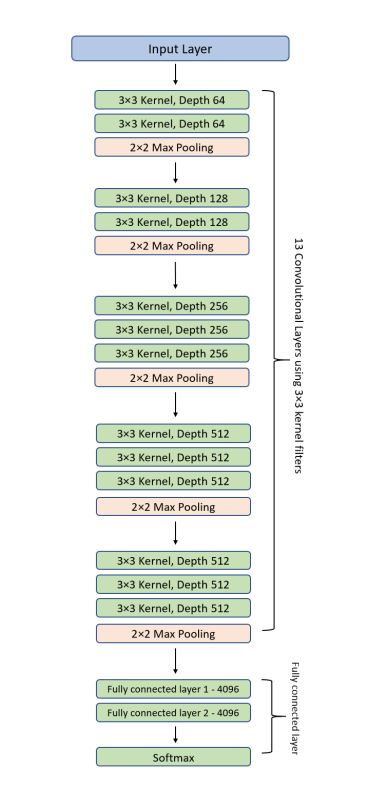 Input Layer
3×3 Kernel, Depth 64
3×3 Kernel, Depth 64
2×2 Max Pooling
3×3 Kernel, Depth 128
3×3 Kernel, Depth 128
2×2 Max Pooling
3×3 Kernel, Depth 256
3×3 Kernel, Depth 256
3×3 Kernel, Depth 256
2×2 Max Pooling
3×3 Kernel, Depth 512
3×3 Kernel, Depth 512
3×3 Kernel, Depth 512
2×2 Max Pooling
3×3 Kernel, Depth 512
3×3 Kernel, Depth 512
3×3 Kernel, Depth 512
2×2 Max Pooling
13 Convolutional Layers using 3×3 kernel filters
Fully connected layer 1 - 4096
Fully connected layer 2 - 4096
Softmax
Fully connected layer